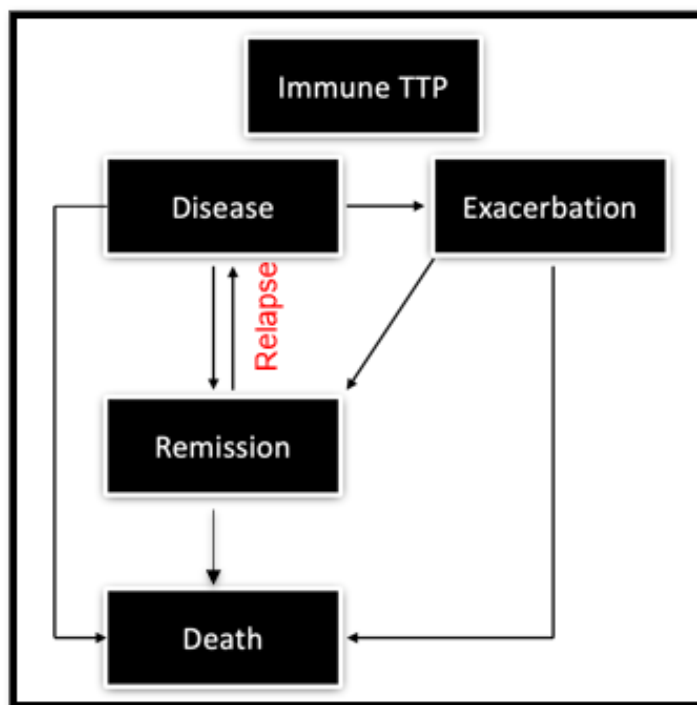 Immune TTP
Disease
Exacerbation
Relapse
Remission
Death